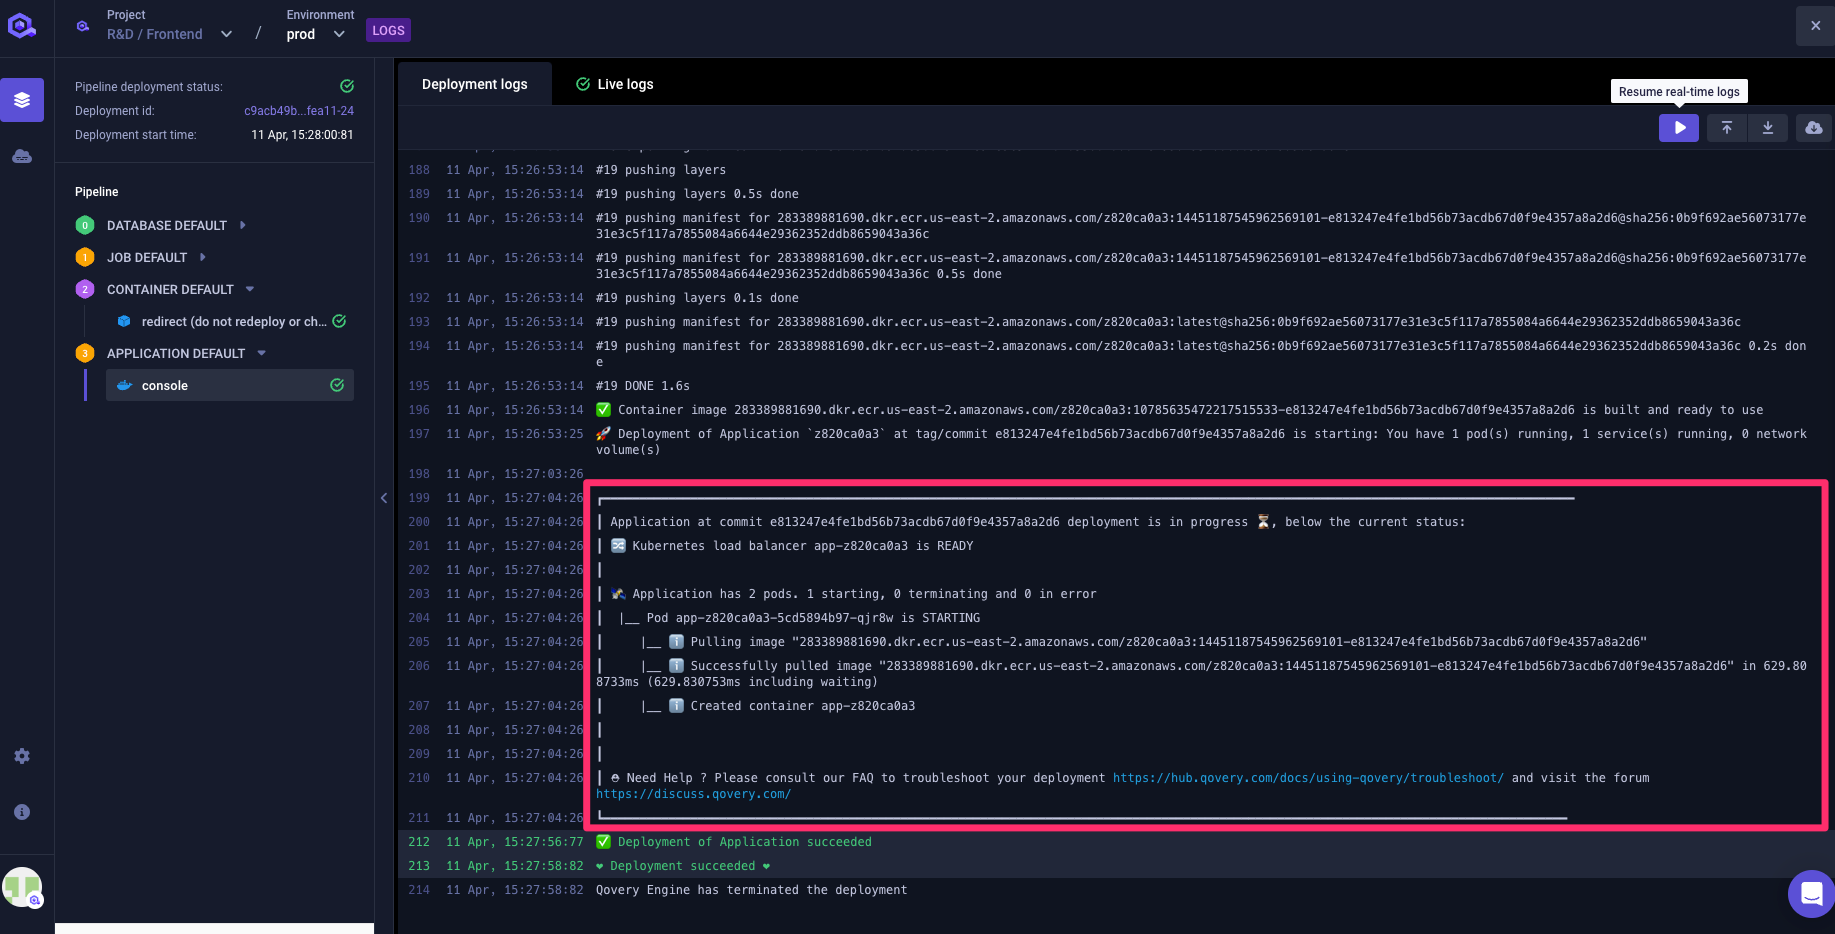 Project
R&D / Frontend
/
Environment
prod
LOGS
Pipeline deployment status:
Deployment id: c9acb49b...fea11-24
Deployment start time: 11 Apr, 15:28:00:81
Pipeline
0 DATABASE DEFAULT
1 JOB DEFAULT
2 CONTAINER DEFAULT
redirect (do not redeploy or ch...
3 APPLICATION DEFAULT
console
Deployment logs
Live logs
Resume real-time logs
188 11 Apr, 15:26:53:14 #19 pushing layers
189 11 Apr, 15:26:53:14 #19 pushing layers 0.5s done
190 11 Apr, 15:26:53:14 #19 pushing manifest for 283389881690.dkr.ecr.us-east-2.amazonaws.com/z820ca0a3:14451187545962569101-e813247e4fe1bd56b73acdb67d0f9e4357a8a2d6@sha256:0b9f692ae56073177e
31e3c5f117a7855084a6644e29362352ddb8659043a36c
191 11 Apr, 15:26:53:14 #19 pushing manifest for 283389881690.dkr.ecr.us-east-2.amazonaws.com/z820ca0a3:14451187545962569101-e813247e4fe1bd56b73acdb67d0f9e4357a8a2d6@sha256:0b9f692ae56073177e
31e3c5f117a7855084a6644e29362352ddb8659043a36c 0.5s done
192 11 Apr, 15:26:53:14 #19 pushing layers 0.1s done
193 11 Apr, 15:26:53:14 #19 pushing manifest for 283389881690.dkr.ecr.us-east-2.amazonaws.com/z820ca0a3:latest@sha256:0b9f692ae56073177e31e3c5f117a7855084a6644e29362352ddb8659043a36c
194 11 Apr, 15:26:53:14 #19 pushing manifest for 283389881690.dkr.ecr.us-east-2.amazonaws.com/z820ca0a3:latest@sha256:0b9f692ae56073177e31e3c5f117a7855084a6644e29362352ddb8659043a36c 0.2s don
e
195 11 Apr, 15:26:53:14 #19 DONE 1.6s
196 11 Apr, 15:26:53:14 ✅ Container image 283389881690.dkr.ecr.us-east-2.amazonaws.com/z820ca0a3:10785635472217515533-e813247e4fe1bd56b73acdb67d0f9e4357a8a2d6 is built and ready to use
197 11 Apr, 15:26:53:25 🚀 Deployment of Application `z820ca0a3` at tag/commit e813247e4fe1bd56b73acdb67d0f9e4357a8a2d6 is starting: You have 1 pod(s) running, 1 service(s) running, 0 network
volume(s)
198 11 Apr, 15:27:03:26
199 11 Apr, 15:27:04:26
200 11 Apr, 15:27:04:26 ┃ Application at commit e813247e4fe1bd56b73acdb67d0f9e4357a8a2d6 deployment is in progress ⏳, below the current status:
201 11 Apr, 15:27:04:26 ┃ 🔀 Kubernetes load balancer app-z820ca0a3 is READY
202 11 Apr, 15:27:04:26 ┃
203 11 Apr, 15:27:04:26 ┃ 🛰 Application has 2 pods. 1 starting, 0 terminating and 0 in error
204 11 Apr, 15:27:04:26 ┃ |__ Pod app-z820ca0a3-5cd5894b97-qjr8w is STARTING
205 11 Apr, 15:27:04:26 ┃ |__ ℹ️ Pulling image "283389881690.dkr.ecr.us-east-2.amazonaws.com/z820ca0a3:14451187545962569101-e813247e4fe1bd56b73acdb67d0f9e4357a8a2d6"
206 11 Apr, 15:27:04:26 ┃ |__ ℹ️ Successfully pulled image "283389881690.dkr.ecr.us-east-2.amazonaws.com/z820ca0a3:14451187545962569101-e813247e4fe1bd56b73acdb67d0f9e4357a8a2d6" in 629.80
8733ms (629.830753ms including waiting)
207 11 Apr, 15:27:04:26 ┃ |__ ℹ️ Created container app-z820ca0a3
208 11 Apr, 15:27:04:26 ┃
209 11 Apr, 15:27:04:26 ┃
210 11 Apr, 15:27:04:26 ┃ ⛑ Need Help ? Please consult our FAQ to troubleshoot your deployment https://hub.qovery.com/docs/using-qovery/troubleshoot/ and visit the forum
https://discuss.qovery.com/
211 11 Apr, 15:27:04:26
212 11 Apr, 15:27:56:77 ✅ Deployment of Application succeeded
213 11 Apr, 15:27:58:82 ❤ Deployment succeeded ❤
214 11 Apr, 15:27:58:82 Qovery Engine has terminated the deployment